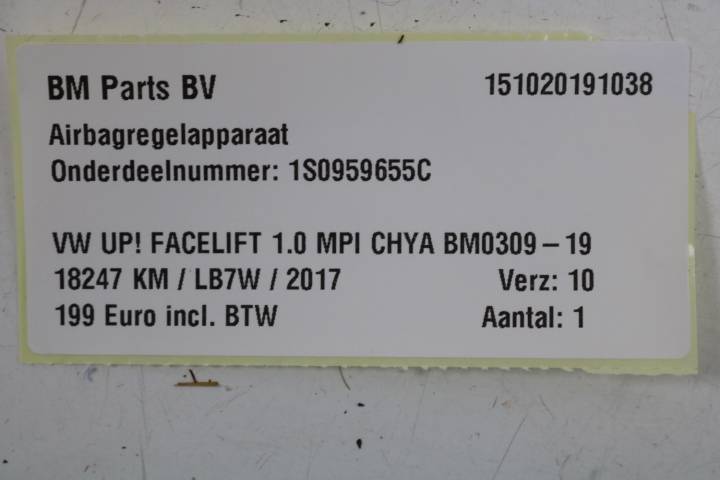 BM Parts BV 151020191038
Airbagregelapparaat
Onderdeelnummer: 1S0959655C
VW UP! FACELIFT 1.0 MPI CHYA BM0309 – 19
18247 KM / LB7W / 2017 Verz: 10
199 Euro incl. BTW Aantal: 1